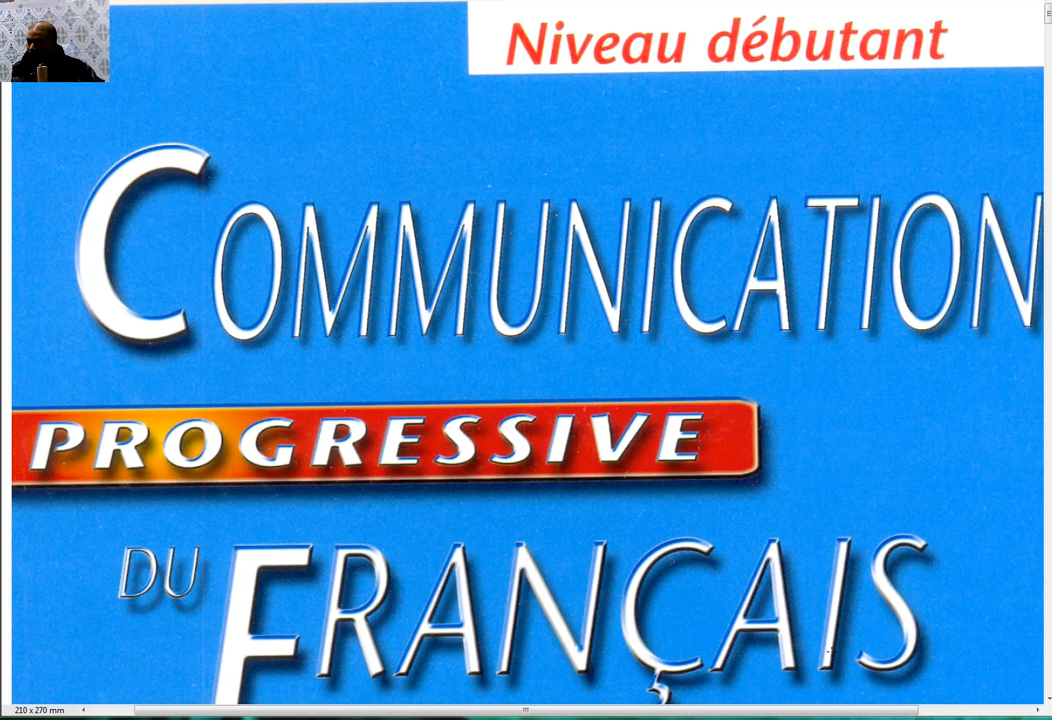 Niveau débutant
COMMUNICATION
PROGRESSIVE
DU FRANÇAIS
210 x 270 mm